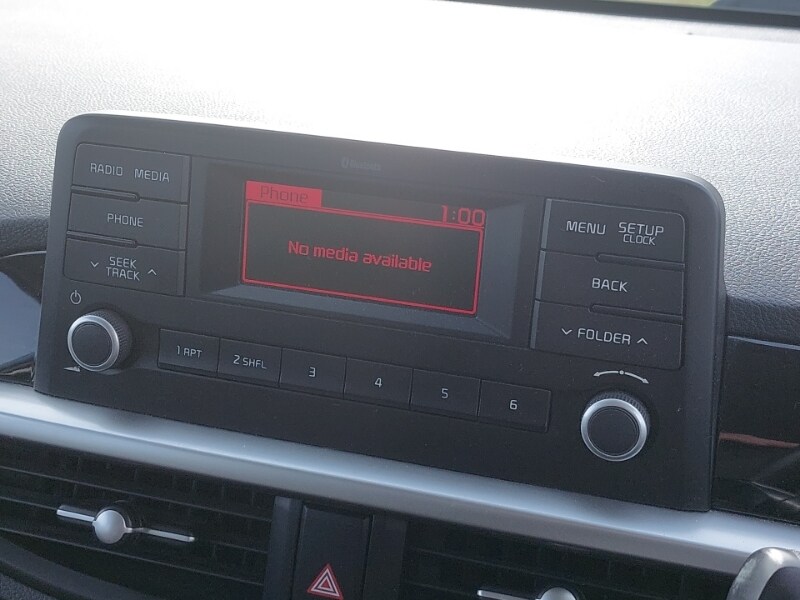 Bluetooth
RADIO MEDIA
PHONE
SEEK
TRACK
Phone
1:00
No media available
MENU SETUP
CLOCK
BACK
FOLDER
1 RPT
2 SHFL
3
4
5
6